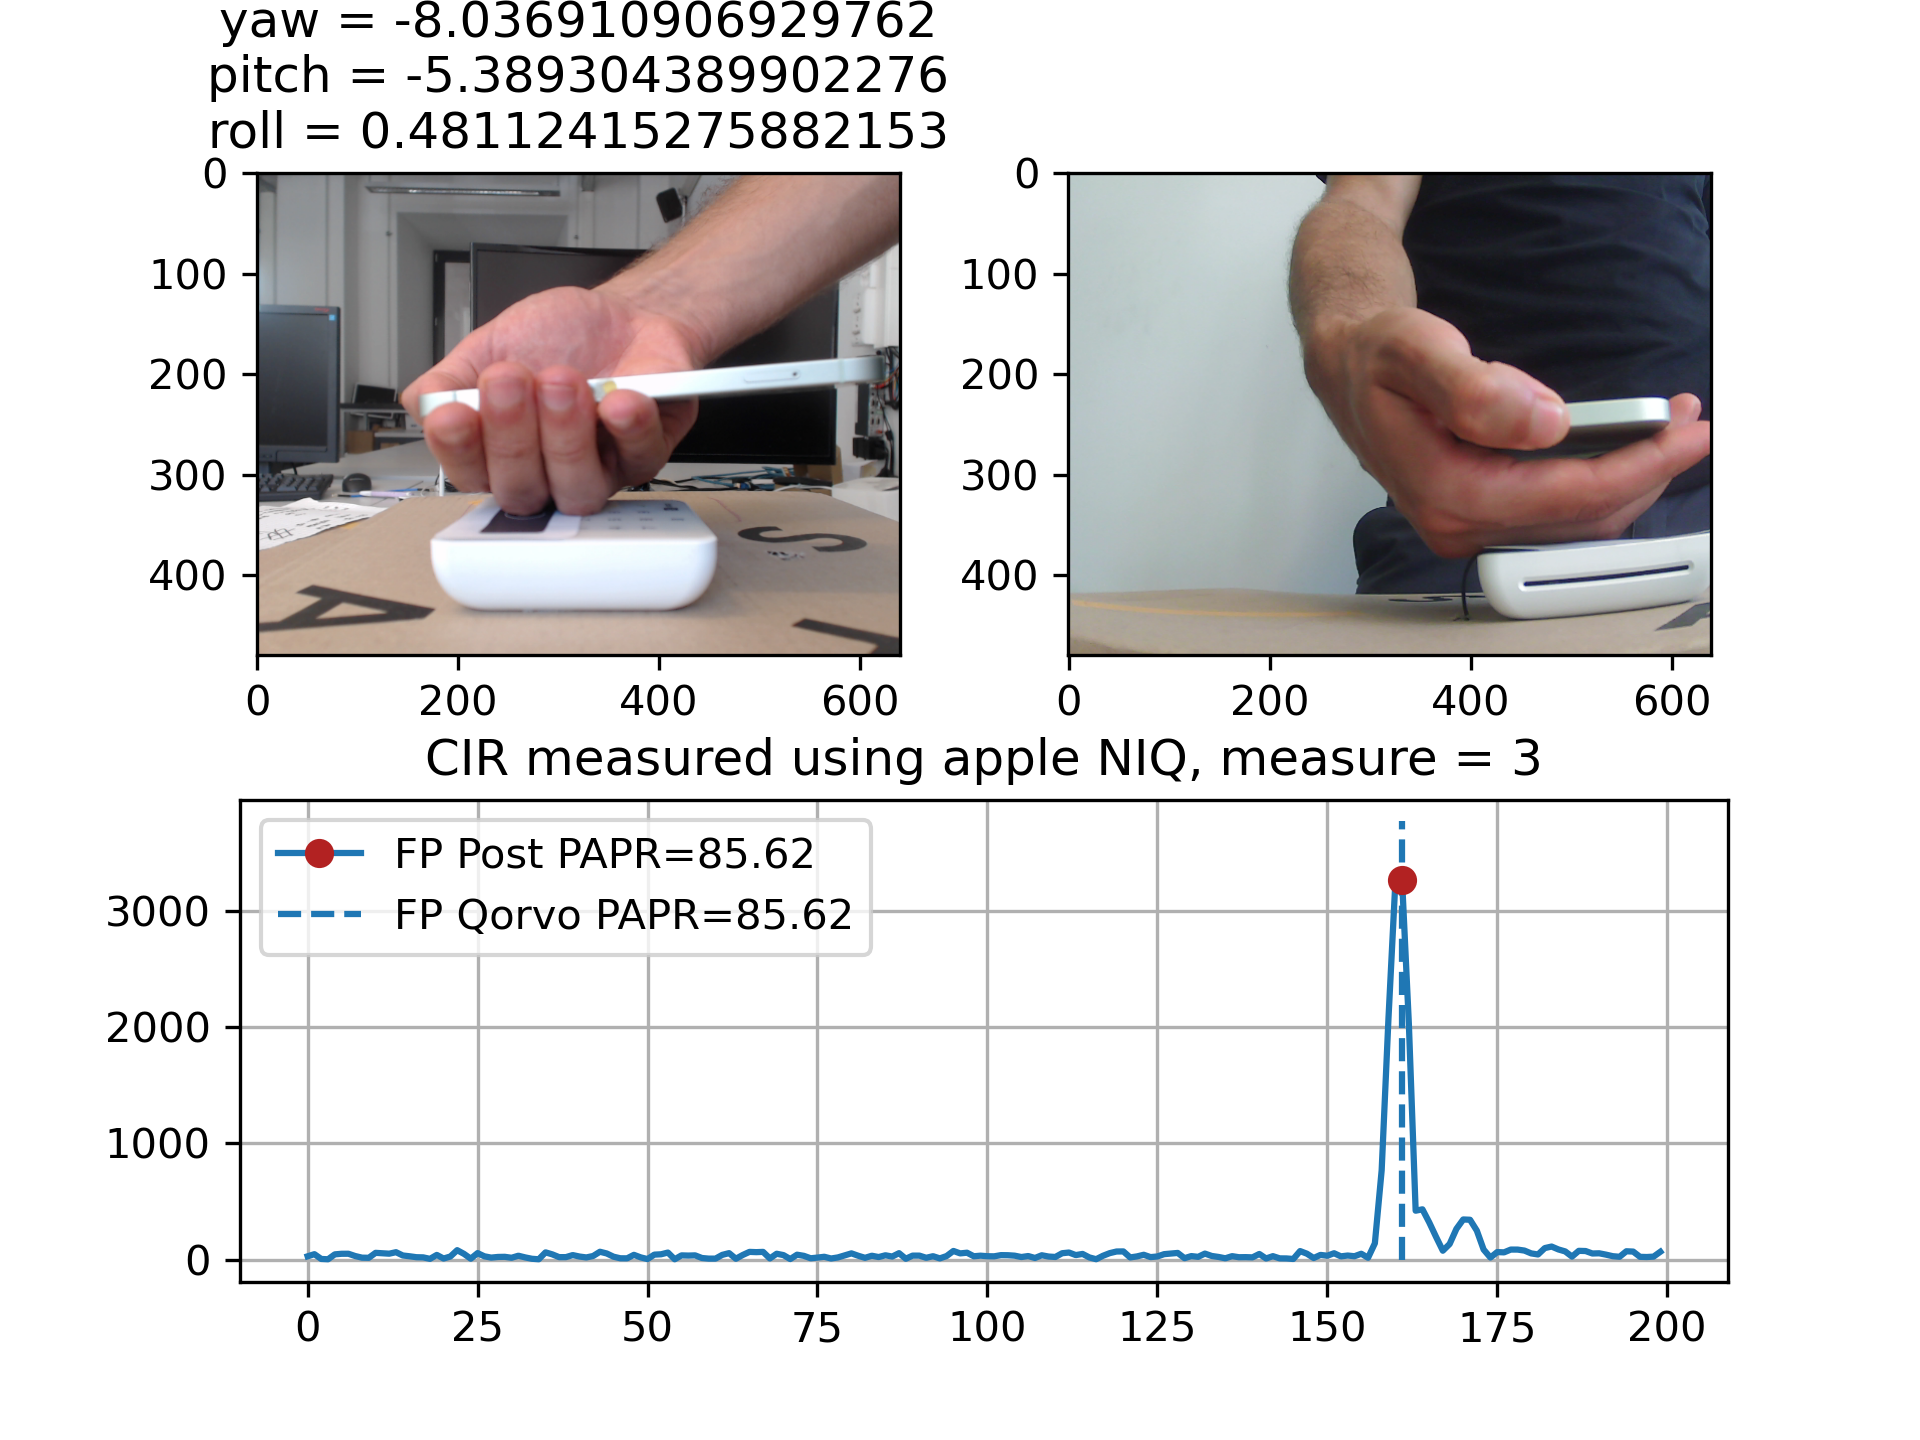 yaw = -8.036910906929762
pitch = -5.389304389902276
roll = 0.48112415275882153
0
100
200
300
400
0 200 400 600
0
100
200
300
400
0 200 400 600
CIR measured using apple NIQ, measure = 3
FP Post PAPR=85.62
FP Qorvo PAPR=85.62
3000
2000
1000
0
0 25 50 75 100 125 150 175 200
A
S